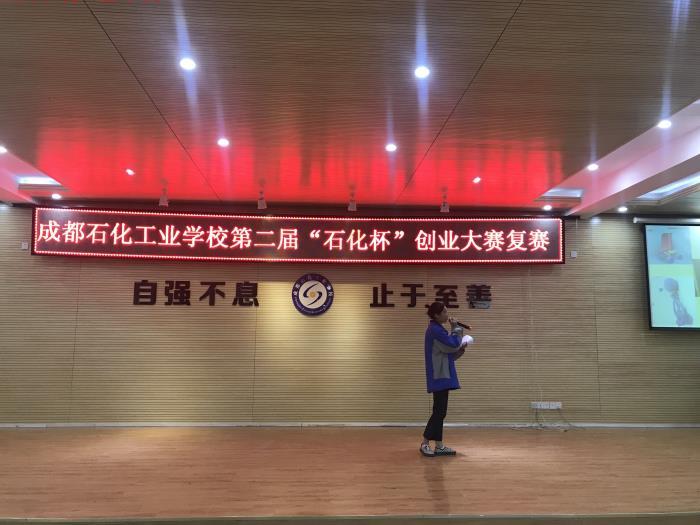 成都石化工业学校第二届“石化杯”创业大赛复赛
自强不息 止于至善